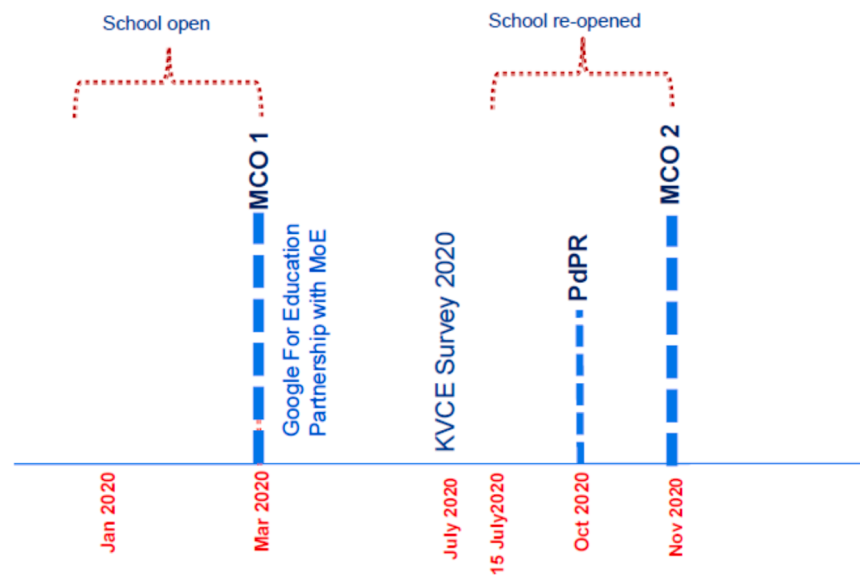 School open
School re-opened
MCO 1
Google For Education
Partnership with MoE
KVCE Survey 2020
PdPR
MCO 2
Jan 2020
Mar 2020
July 2020
15 July2020
Oct 2020
Nov 2020